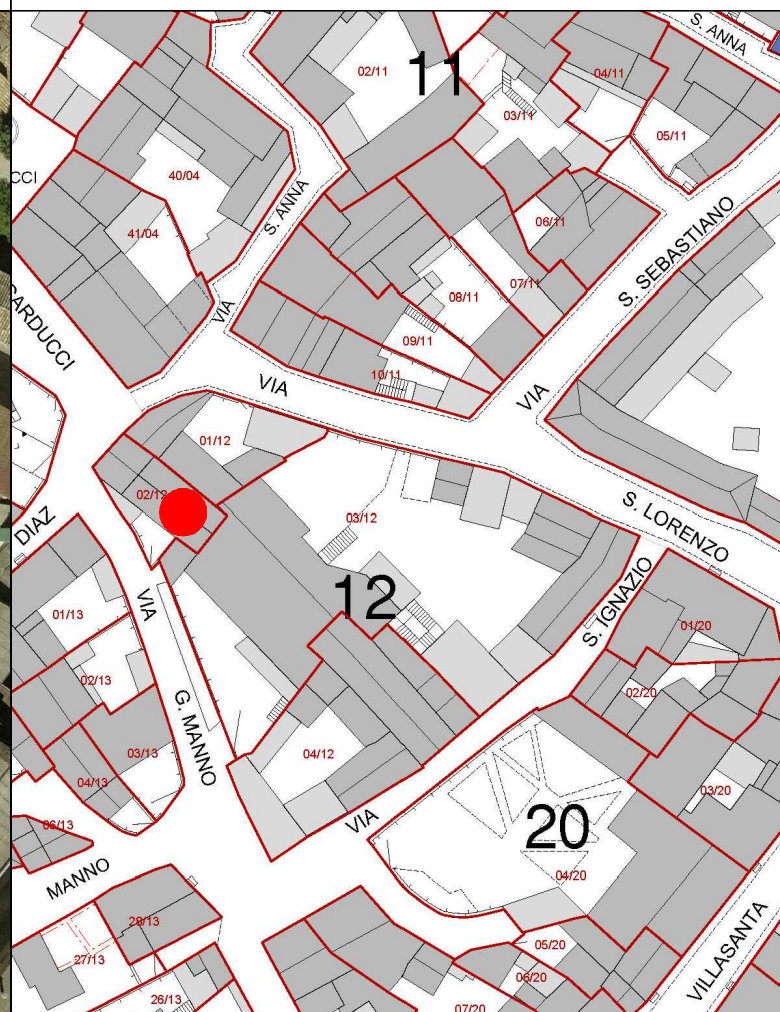 S. ANNA
11
02/11
04/11
03/11
05/11
CCI
40/04
S. ANNA
41/04
06/11
S. SEBASTIANO
07/11
08/11
CARDUCCI
VIA
09/11
10/11
VIA
VIA
01/12
02/12
03/12
S. LORENZO
DIAZ
12
S. IGNAZIO
VIA
01/13
01/20
02/13
02/20
G. MANNO
03/13
04/12
04/13
03/20
06/13
VIA
20
MANNO
04/20
28/13
05/20
27/13
06/20
VILLASANTA
26/13
07/20